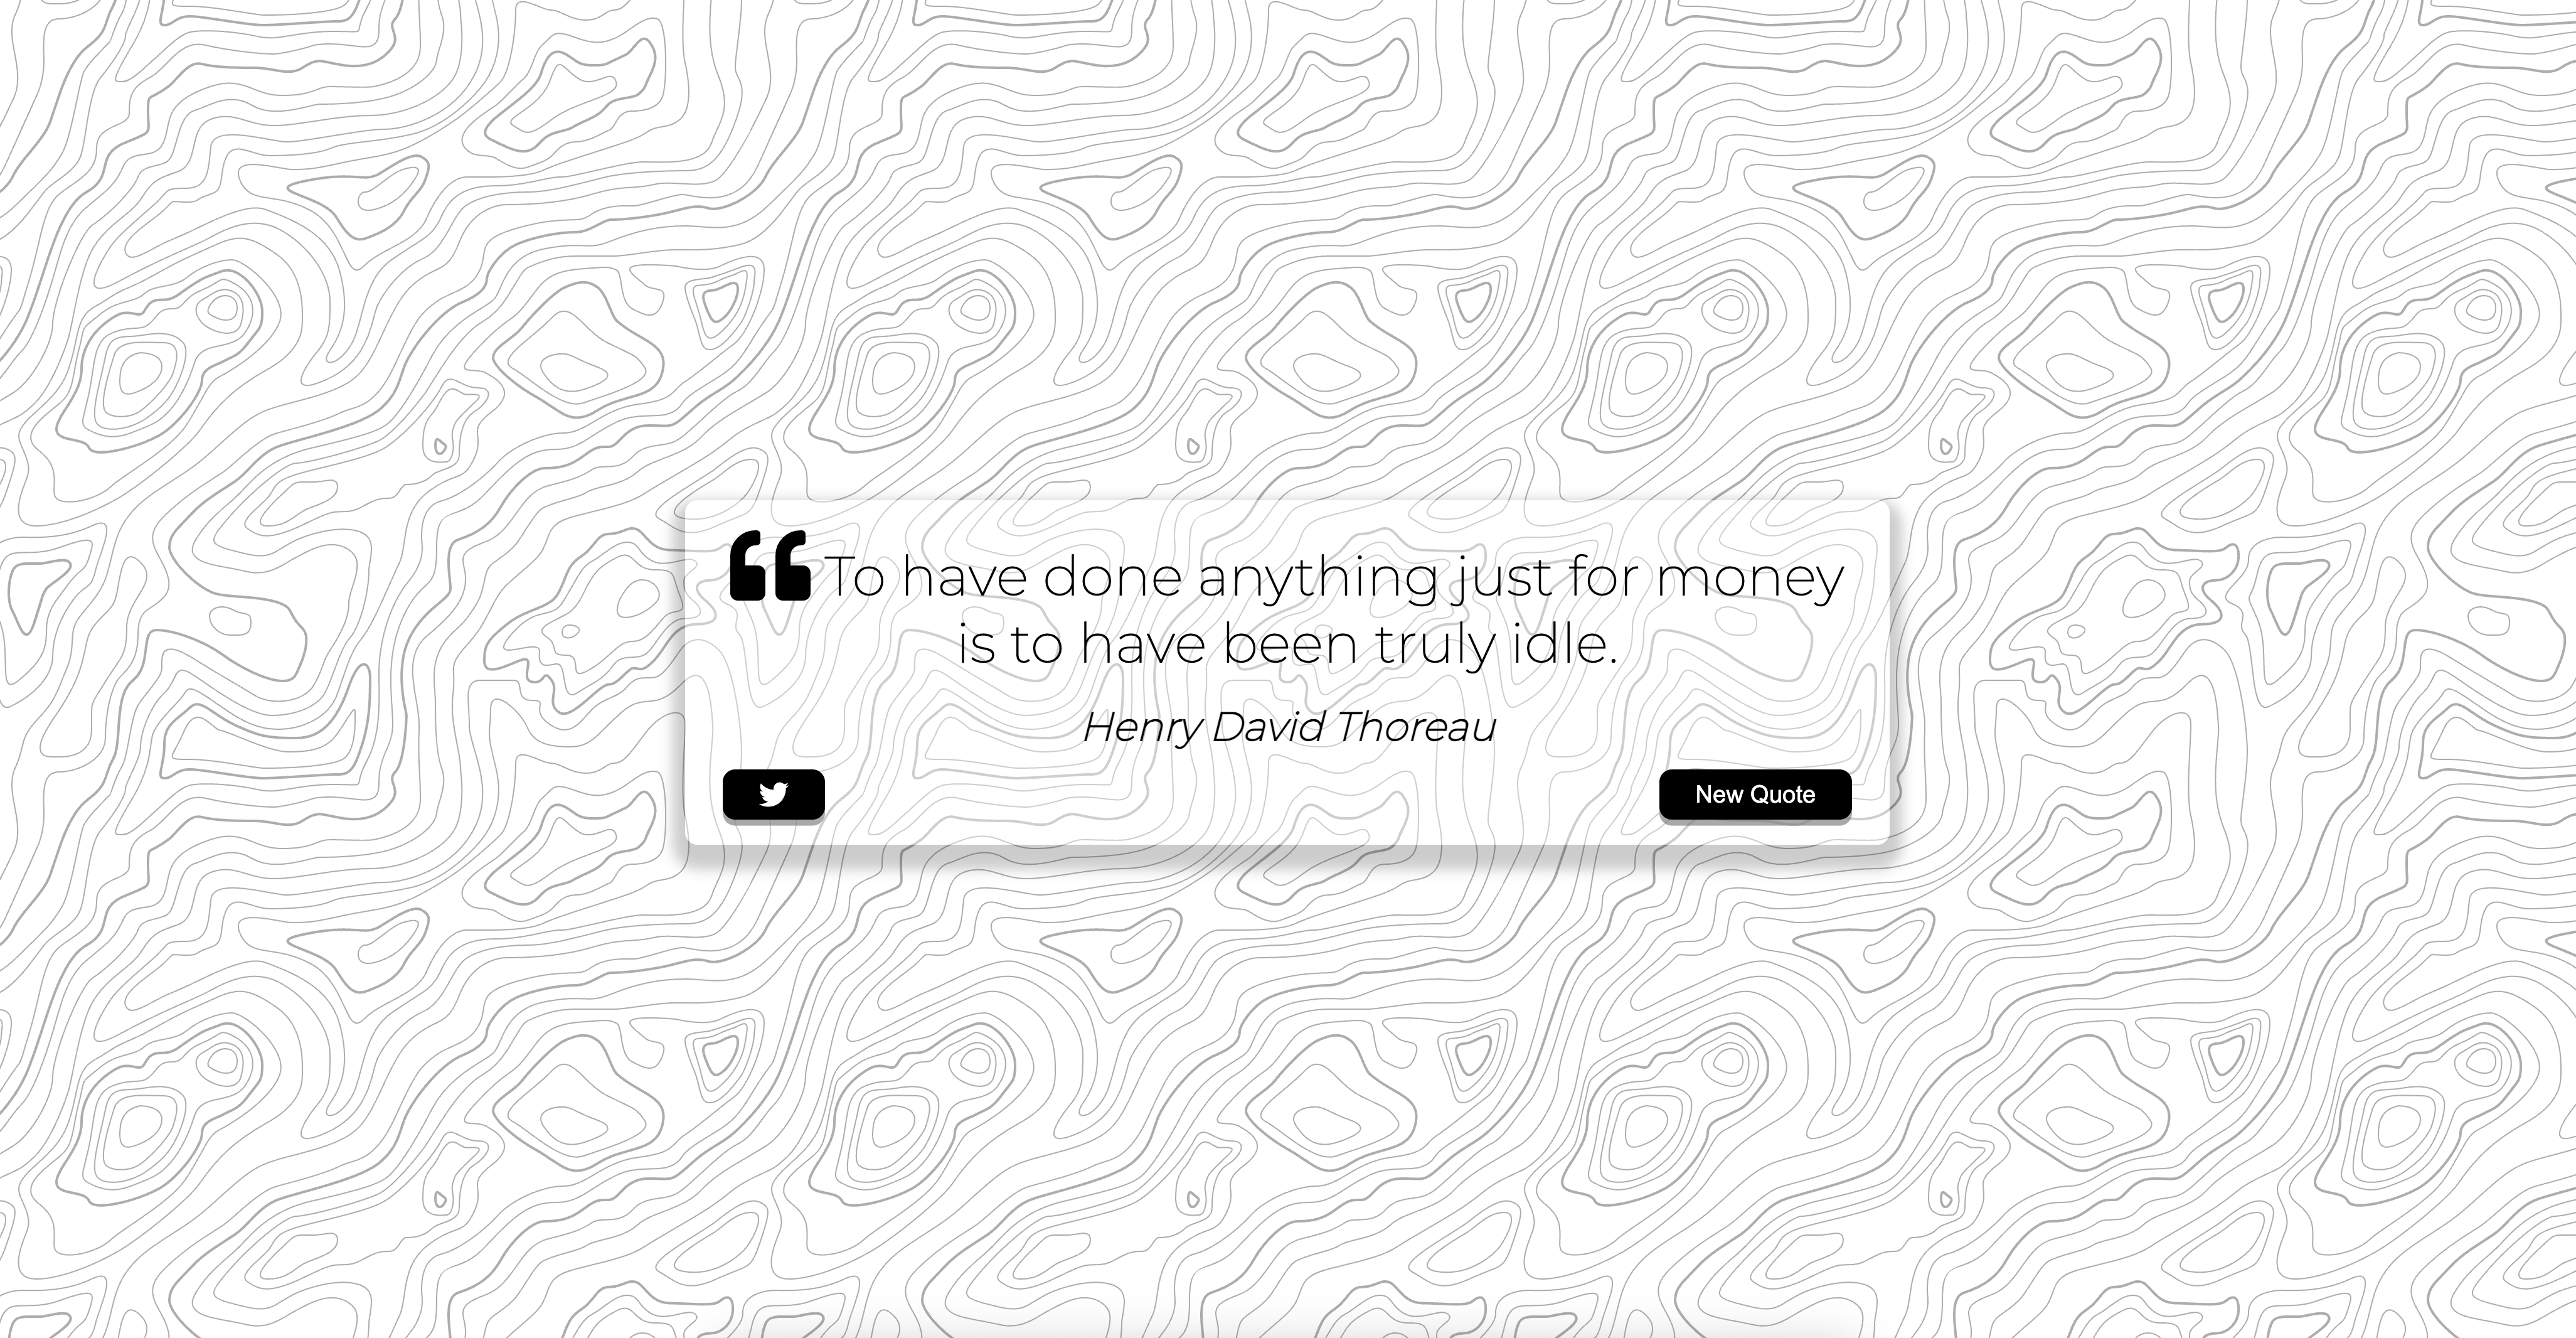 “To have done anything just for money
is to have been truly idle.
Henry David Thoreau
New Quote